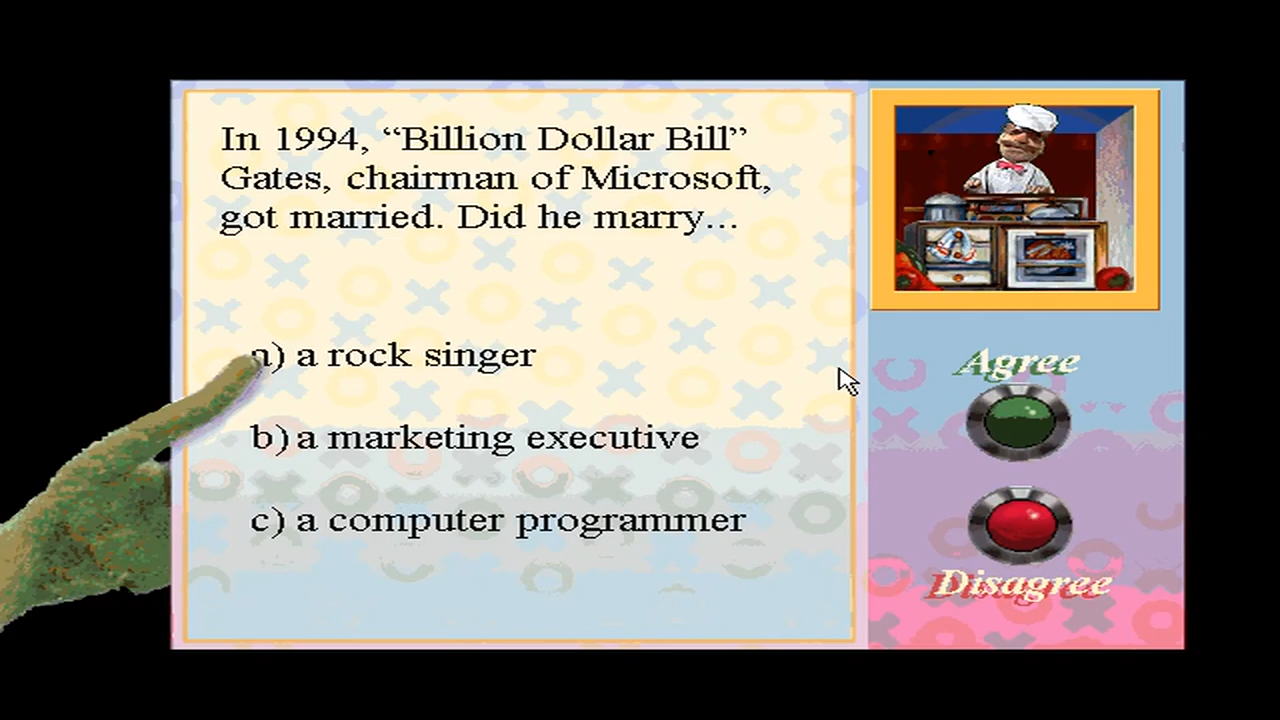 In 1994, “Billion Dollar Bill”
Gates, chairman of Microsoft,
got married. Did he marry...
a) a rock singer
b) a marketing executive
c) a computer programmer
Agree
Disagree